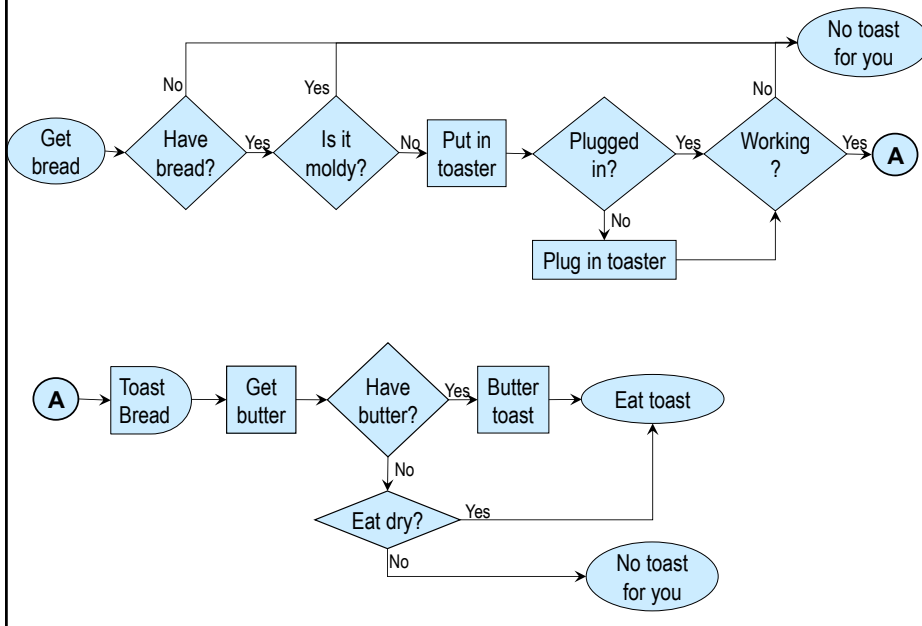 No toast
for you
No
Yes
No
Get
bread
Have
bread?
Yes
Is it
moldy?
No
Put in
toaster
Plugged
in?
Yes
Working
?
Yes
A
No
Plug in toaster
A
Toast
Bread
Get
butter
Have
butter?
Yes
Butter
toast
Eat toast
No
Eat dry?
Yes
No
No toast
for you